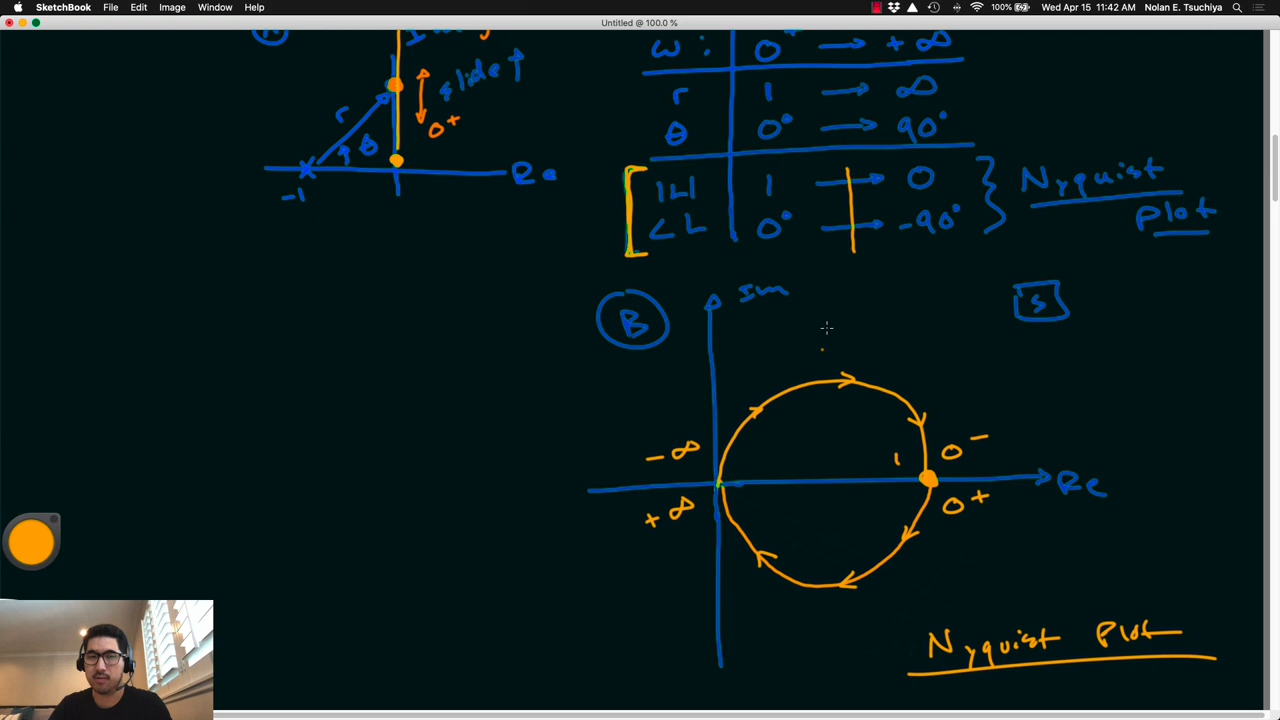 SketchBook File Edit Image Window Help 100% Wed Apr 15 11:42 AM Nolan E. Tsuchiya
Untitled @ 100.0 %
slide ↑
r
θ
0+
-1
Re
ω : 0+ → +∞
r 1 → ∞
θ 0° → 90°
|L| 1 → 0
<L 0° → -90°
Nyquist
Plot
B
Im
S
-∞
+∞
1
0-
0+
Re
Nyquist Plot